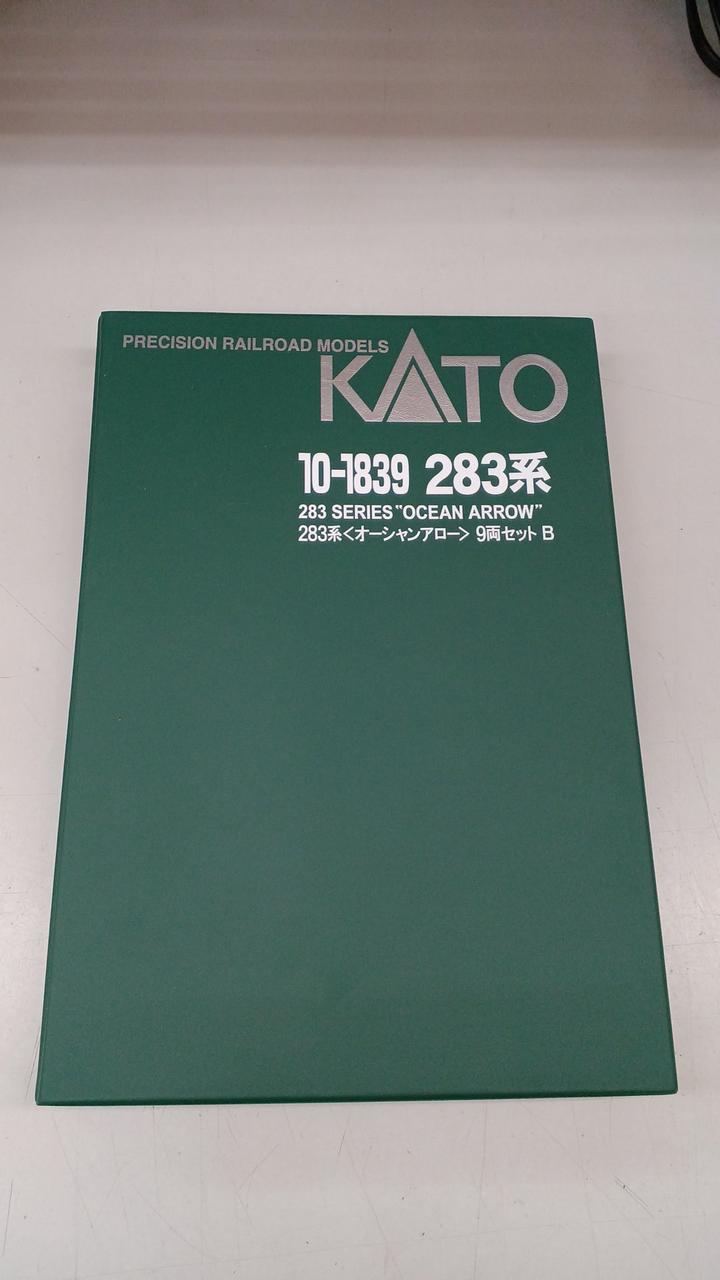 PRECISION RAILROAD MODELS
KATO
10-1839 283系
283 SERIES "OCEAN ARROW"
283系<オーシャンアロー> 9両セット B